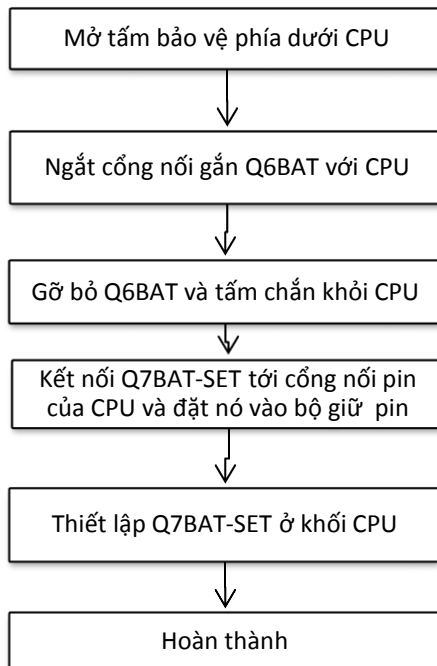 Mở tấm bảo vệ phía dưới CPU
Ngắt cổng nối gắn Q6BAT với CPU
Gỡ bỏ Q6BAT và tấm chắn khỏi CPU
Kết nối Q7BAT-SET tới cổng nối pin
của CPU và đặt nó vào bộ giữ pin
Thiết lập Q7BAT-SET ở khối CPU
Hoàn thành